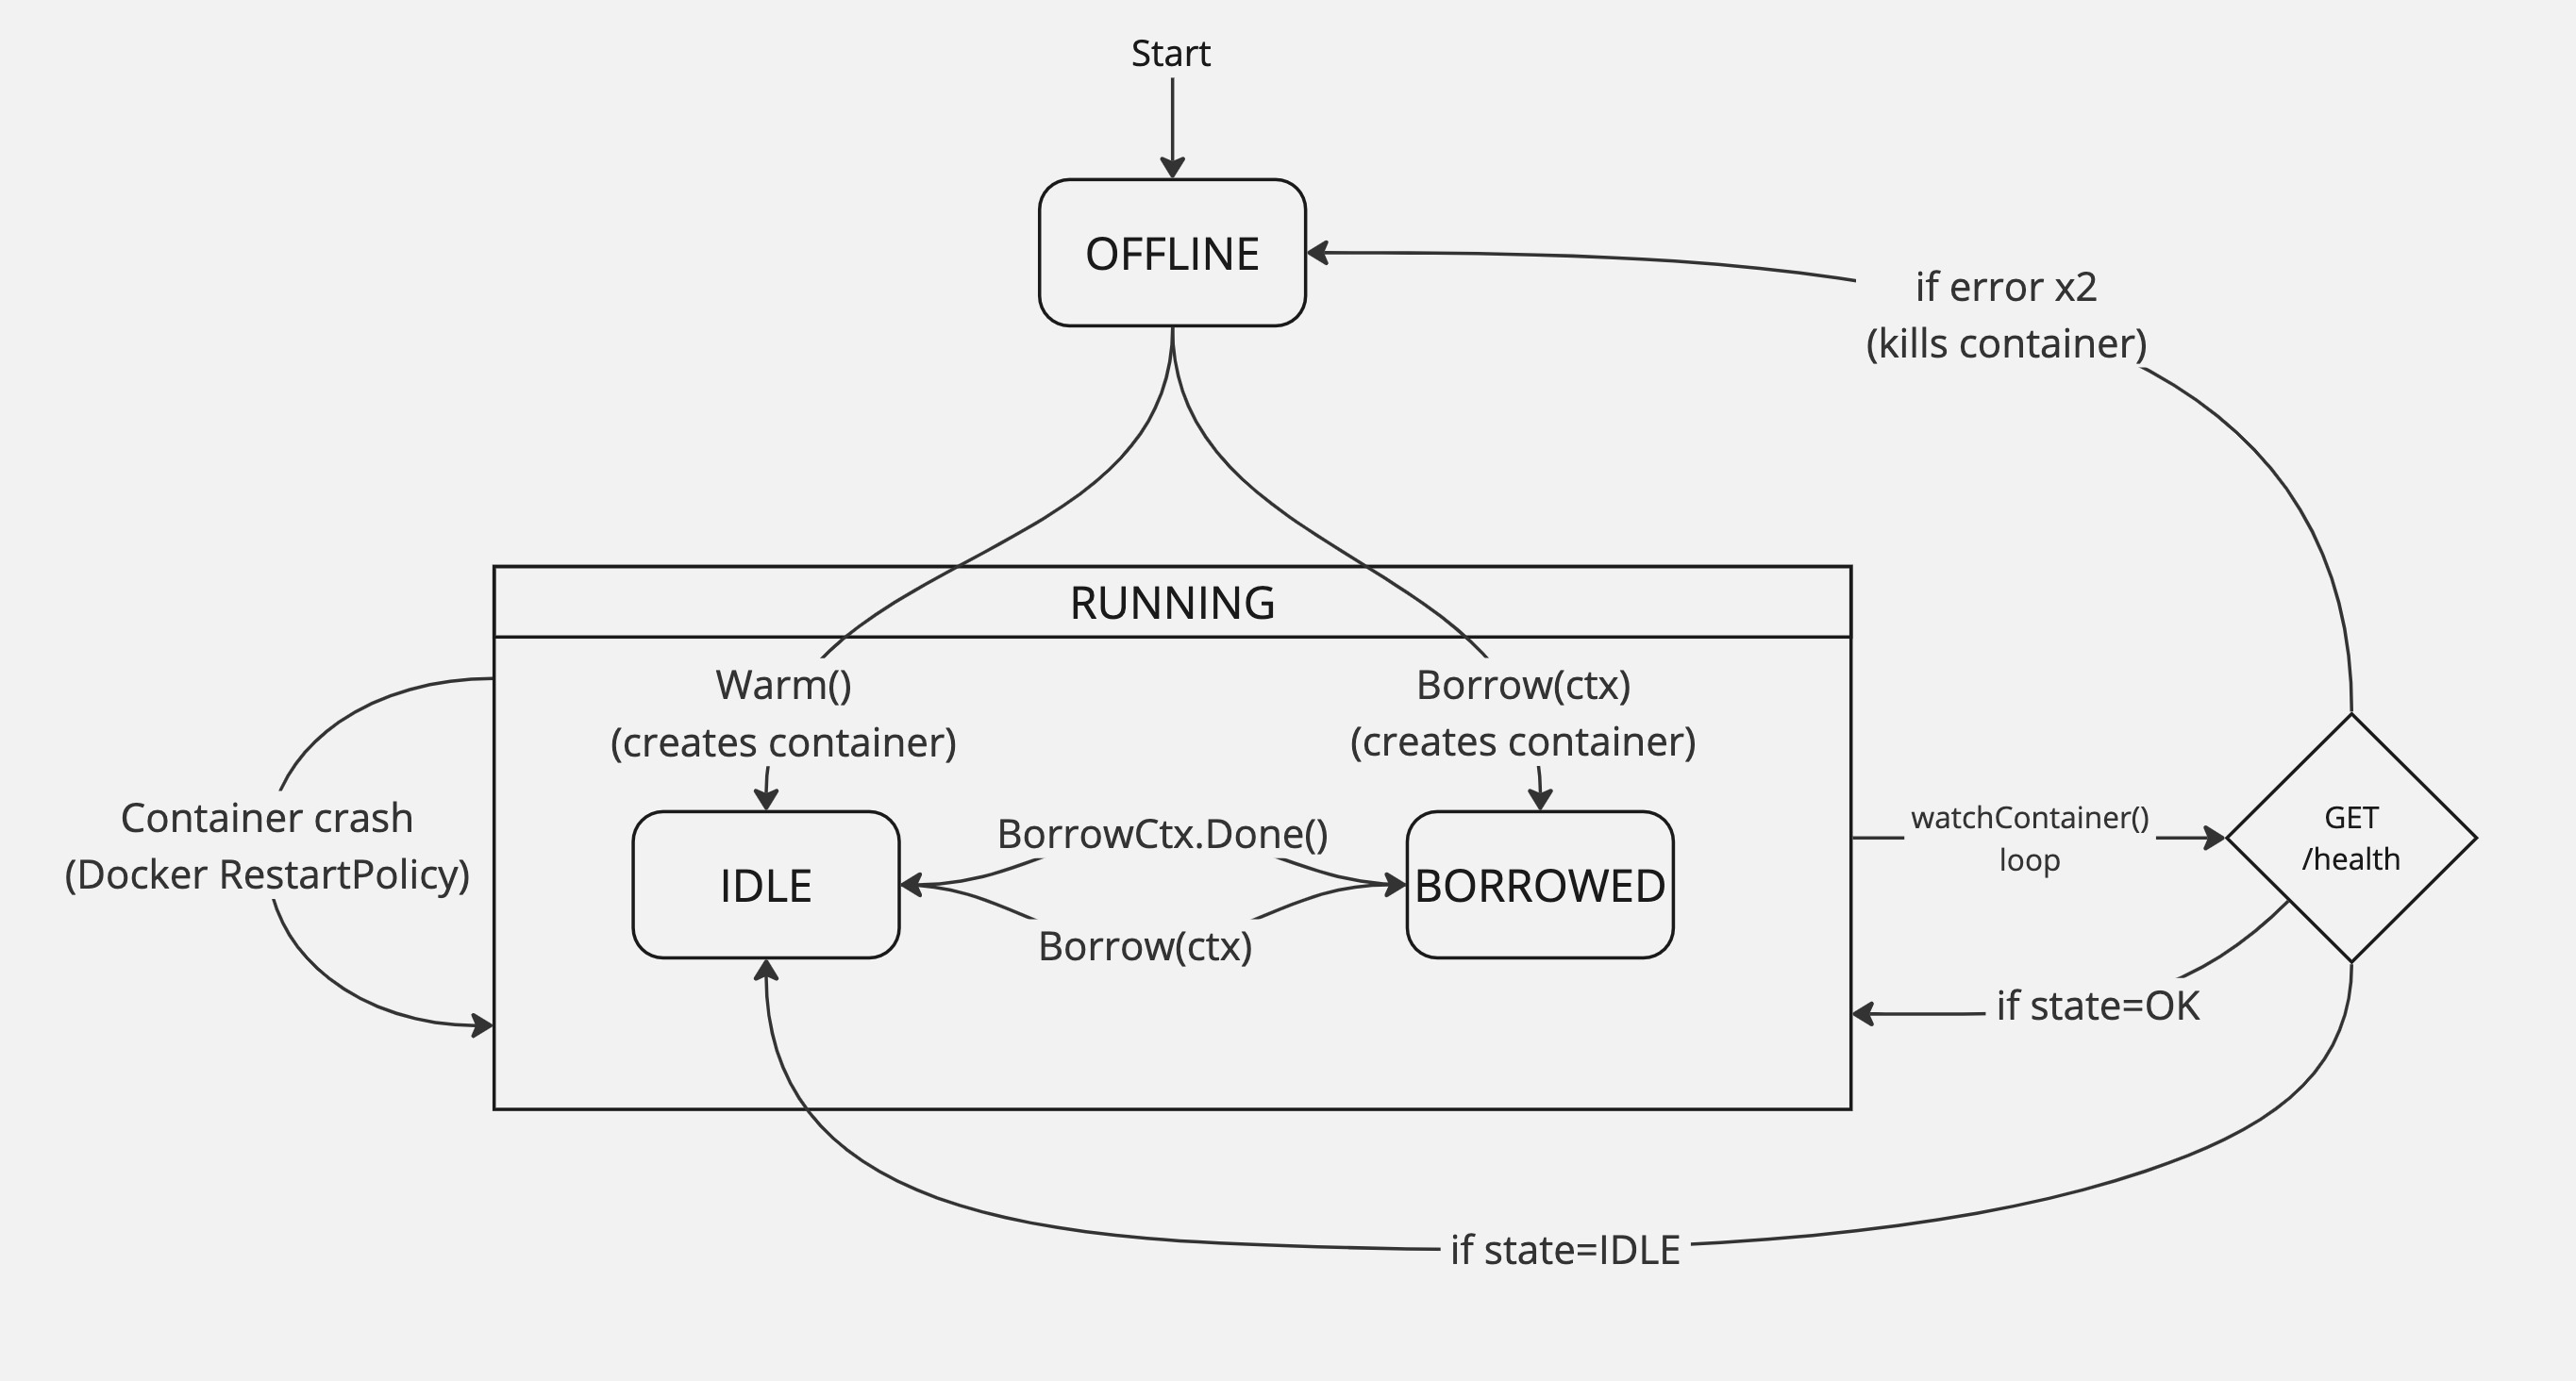 Start
OFFLINE
if error x2
(kills container)
RUNNING
Warm()
(creates container)
Borrow(ctx)
(creates container)
Container crash
(Docker RestartPolicy)
BorrowCtx.Done()
IDLE
BORROWED
Borrow(ctx)
watchContainer()
loop
GET
/health
if state=OK
if state=IDLE